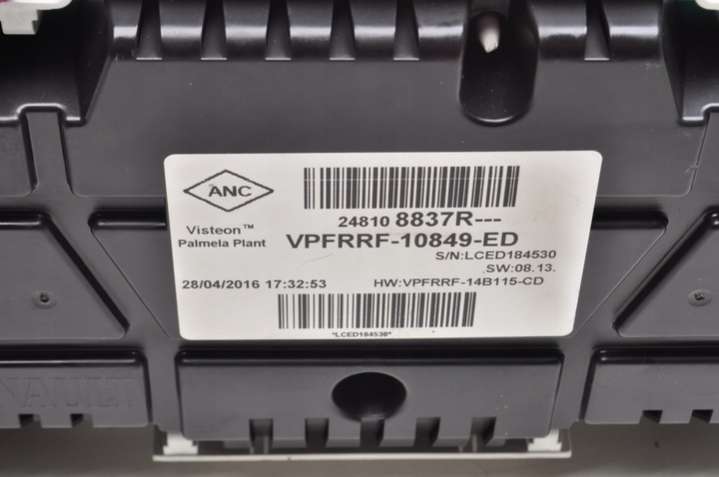 ANC
24810 8837R---
Visteon™
Palmela Plant
VPFRRF-10849-ED
S/N:LCED184530
SW:08.13.
28/04/2016 17:32:53
HW:VPFRRF-14B115-CD
*LCED184530*
NAULT